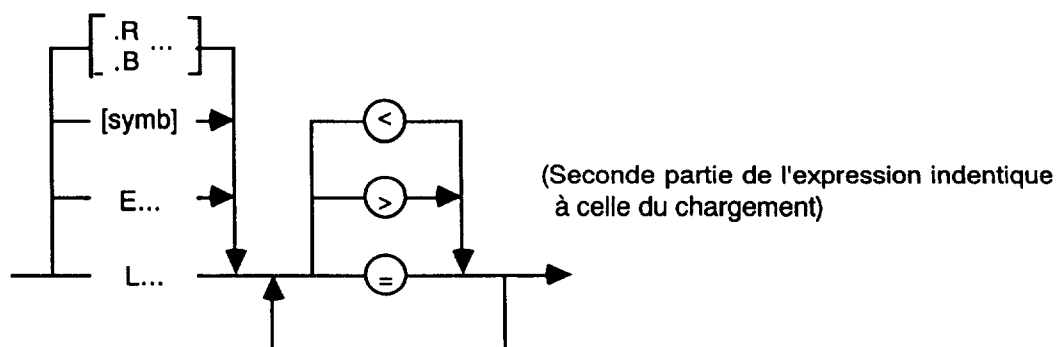 .R ...
.B
[symb]
<
E...
>
(Seconde partie de l'expression indentique
à celle du chargement)
L...
=